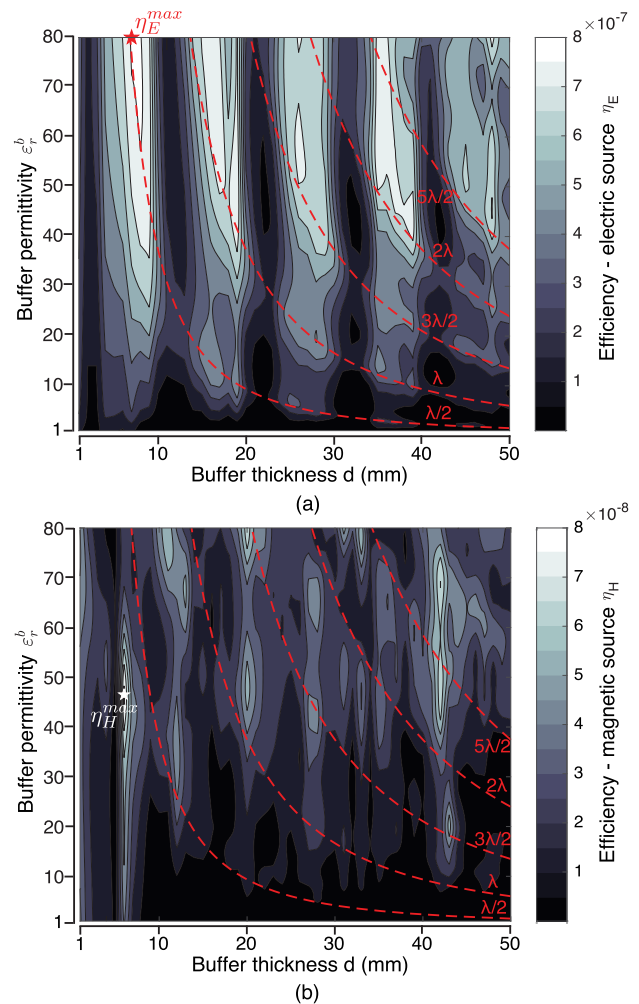 η_E^{max}
×10^{-7}
80
70
60
50
40
30
20
10
1
Buffer permittivity ε_r^b
5λ/2
2λ
3λ/2
λ
λ/2
1
10
20
30
40
50
Buffer thickness d (mm)
8
7
6
5
4
3
2
1
Efficiency - electric source η_E
(a)
×10^{-8}
80
70
60
50
40
30
20
10
1
Buffer permittivity ε_r^b
η_H^{max}
5λ/2
2λ
3λ/2
λ
λ/2
1
10
20
30
40
50
Buffer thickness d (mm)
8
7
6
5
4
3
2
1
Efficiency - magnetic source η_H
(b)